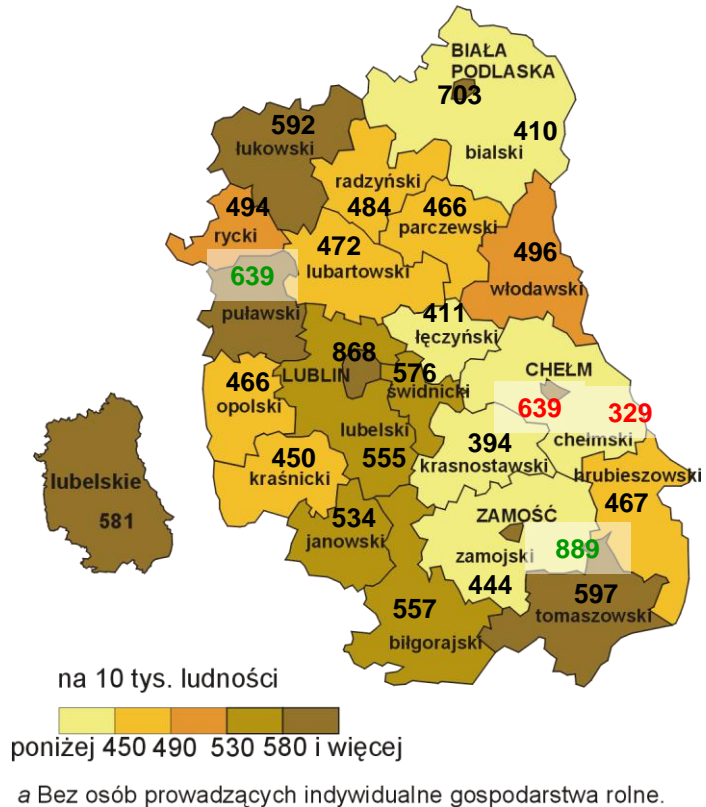 BIAŁA
PODLASKA
703
592
410
łukowski
bialski
radzyński
494
484
466
rycki
parczewski
472
496
639
lubartowski
włodawski
411
puławski
łęczyński
868
CHEŁM
LUBLIN
576
466
świdnicki
639
329
opolski
lubelski
chełmski
394
450
555
krasnostawski
hrubieszowski
kraśnicki
lubelskie
467
534
ZAMOŚĆ
581
janowski
zamojski
889
444
597
557
tomaszowski
biłgorajski
na 10 tys. ludności
poniżej 450 490 530 580 i więcej
a Bez osób prowadzących indywidualne gospodarstwa rolne.